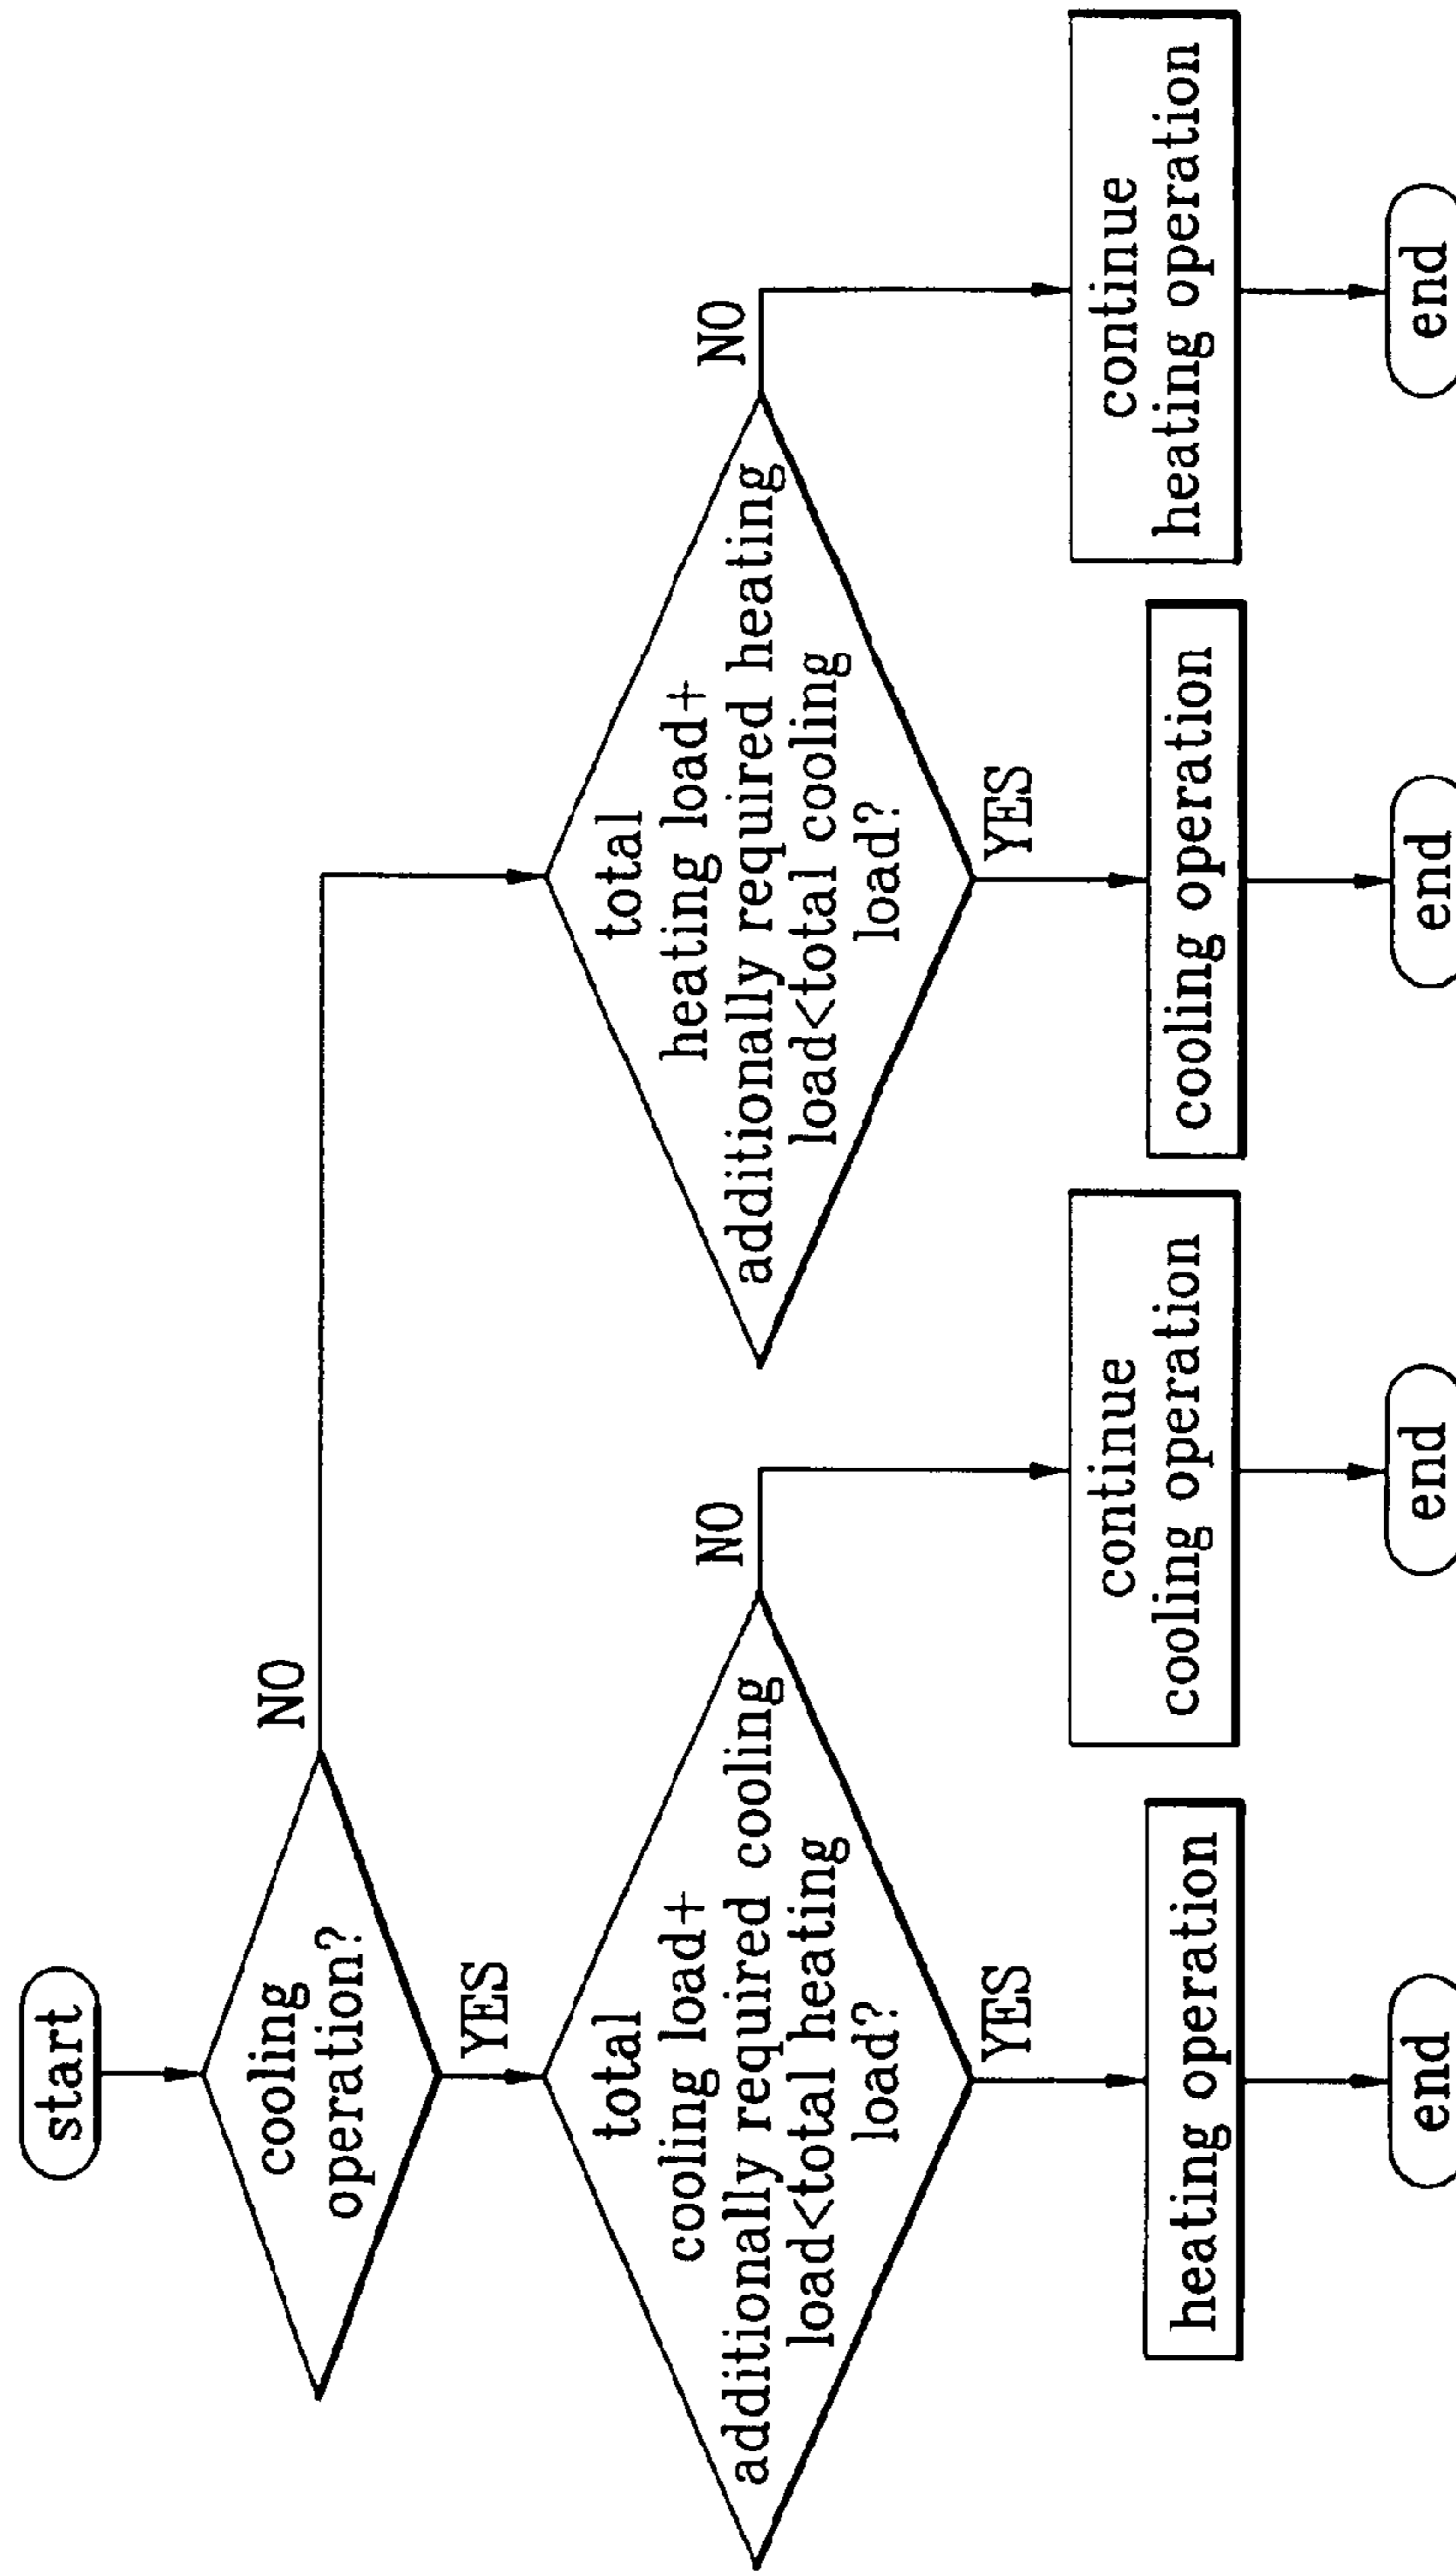 start
cooling
operation?
NO
YES
total
cooling load+
additionally required cooling
load<total heating
load?
NO
YES
total
heating load+
additionally required heating
load<total cooling
load?
NO
YES
heating operation
continue
cooling operation
cooling operation
continue
heating operation
end
end
end
end